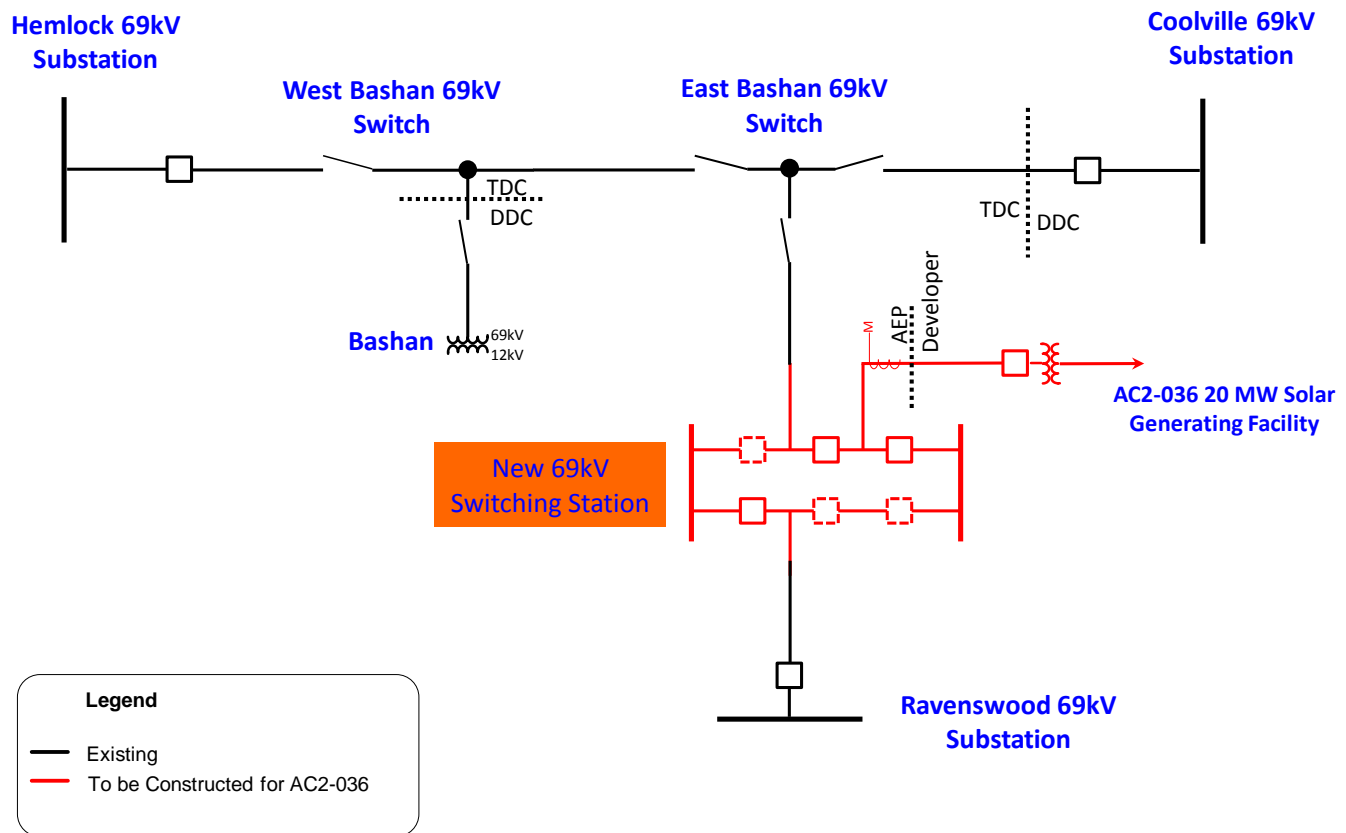 Hemlock 69kV
Substation
Coolville 69kV
Substation
West Bashan 69kV
Switch
East Bashan 69kV
Switch
TDC
DDC
TDC
DDC
Bashan
69kV
12kV
M
AEP
Developer
AC2-036 20 MW Solar
Generating Facility
New 69kV
Switching Station
Ravenswood 69kV
Substation
Legend
Existing
To be Constructed for AC2-036